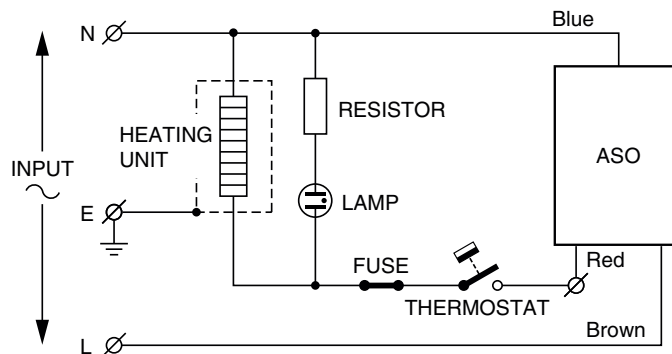 N
Blue
RESISTOR
HEATING
UNIT
ASO
INPUT
LAMP
E
FUSE
Red
THERMOSTAT
Brown
L